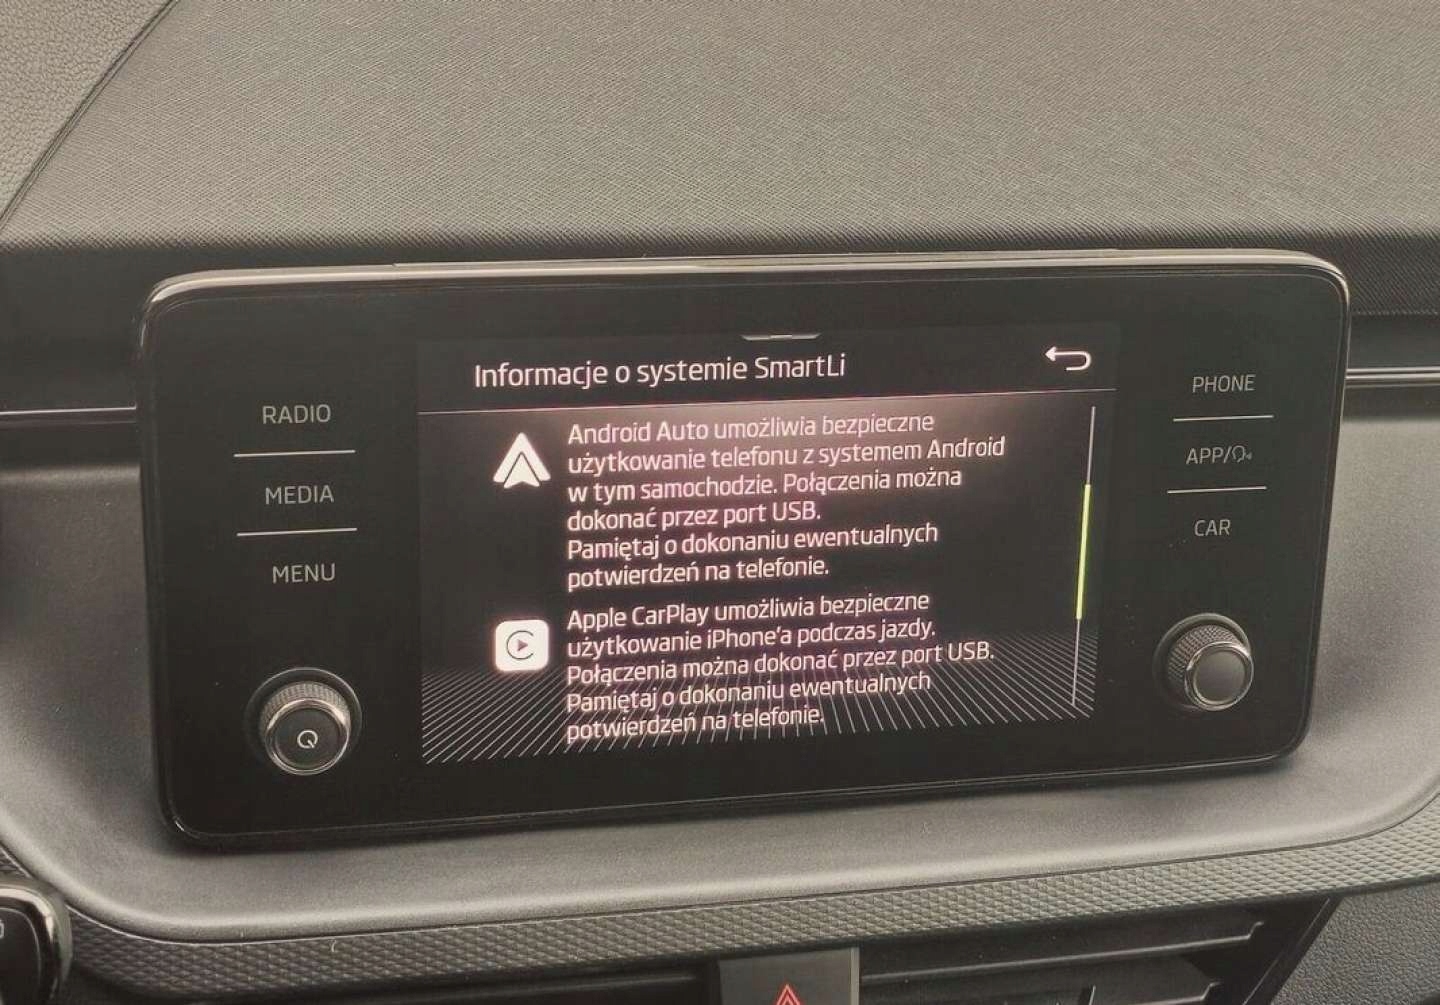 Informacje o systemie SmartLi
RADIO
MEDIA
MENU
Android Auto umożliwia bezpieczne
użytkowanie telefonu z systemem Android
w tym samochodzie. Połączenia można
dokonać przez port USB.
Pamiętaj o dokonaniu ewentualnych
potwierdzeń na telefonie.
Apple CarPlay umożliwia bezpieczne
użytkowanie iPhone'a podczas jazdy.
Połączenia można dokonać przez port USB.
Pamiętaj o dokonaniu ewentualnych
potwierdzeń na telefonie.
PHONE
APP/
CAR